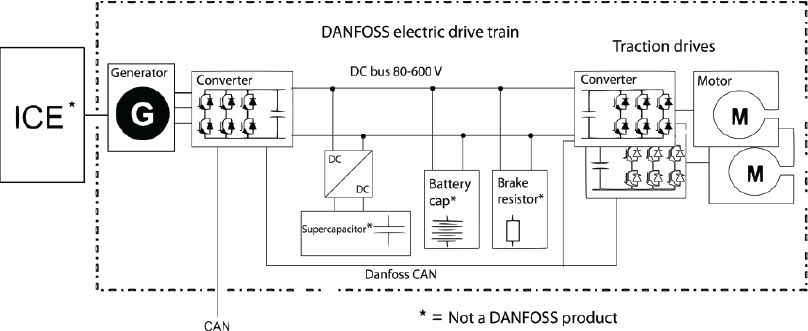 DANFOSS electric drive train
Traction drives
ICE*
Generator
G
Converter
DC bus 80-600 V
Converter
Motor
M
M
DC
DC
Supercapacitor*
Battery
cap*
Brake
resistor*
Danfoss CAN
* = Not a DANFOSS product
CAN